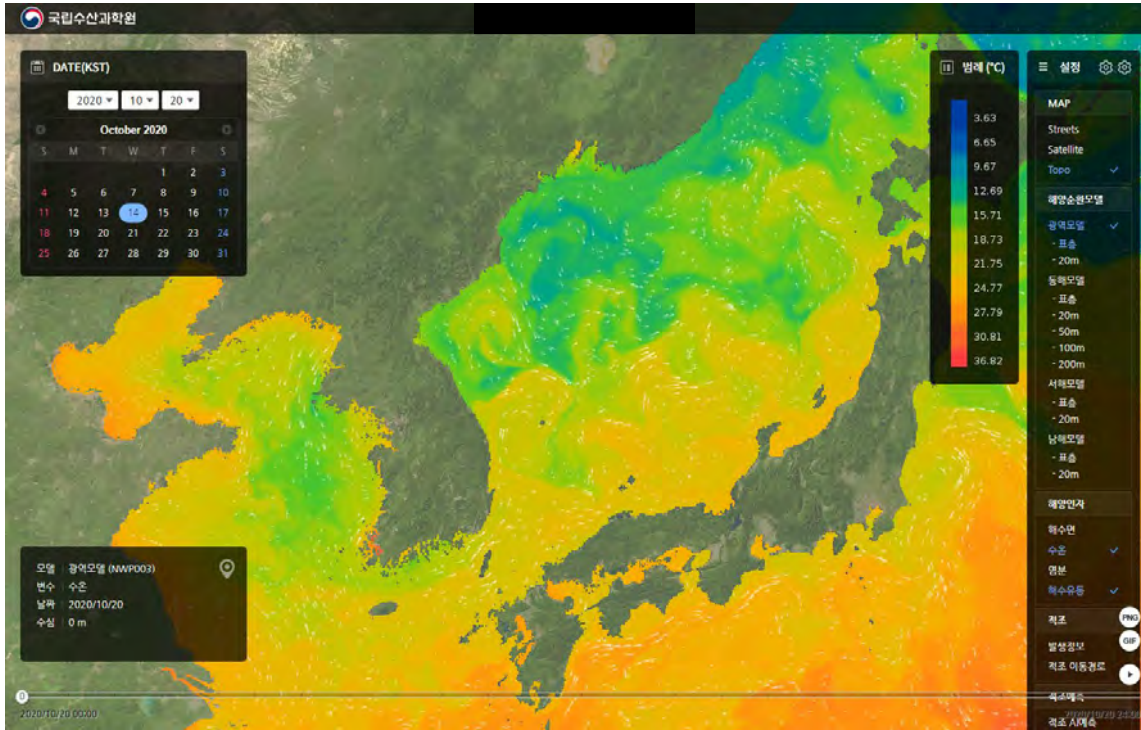 국립수산과학원
DATE(KST)
2020 10 20
October 2020
S M T W T F S
1 2 3
4 5 6 7 8 9 10
11 12 13 14 15 16 17
18 19 20 21 22 23 24
25 26 27 28 29 30 31
모델 광역모델 (NWP003)
변수 수온
날짜 2020/10/20
수심 0 m
0
2020/10/20 00:00
범례 (°C)
3.63
6.65
9.67
12.69
15.71
18.73
21.75
24.77
27.79
30.81
36.82
설정
MAP
Streets
Satellite
Topo
해양순환모델
광역모델
- 표층
- 20m
동해모델
- 표층
- 20m
- 50m
- 100m
- 200m
서해모델
- 표층
- 20m
남해모델
- 표층
- 20m
해양인자
해수면
수온
염분
해수유동
적조
발생정보
적조 이동경로
적조예측
적조 AI예측
PNG
GIF
2020/10/20 24:00